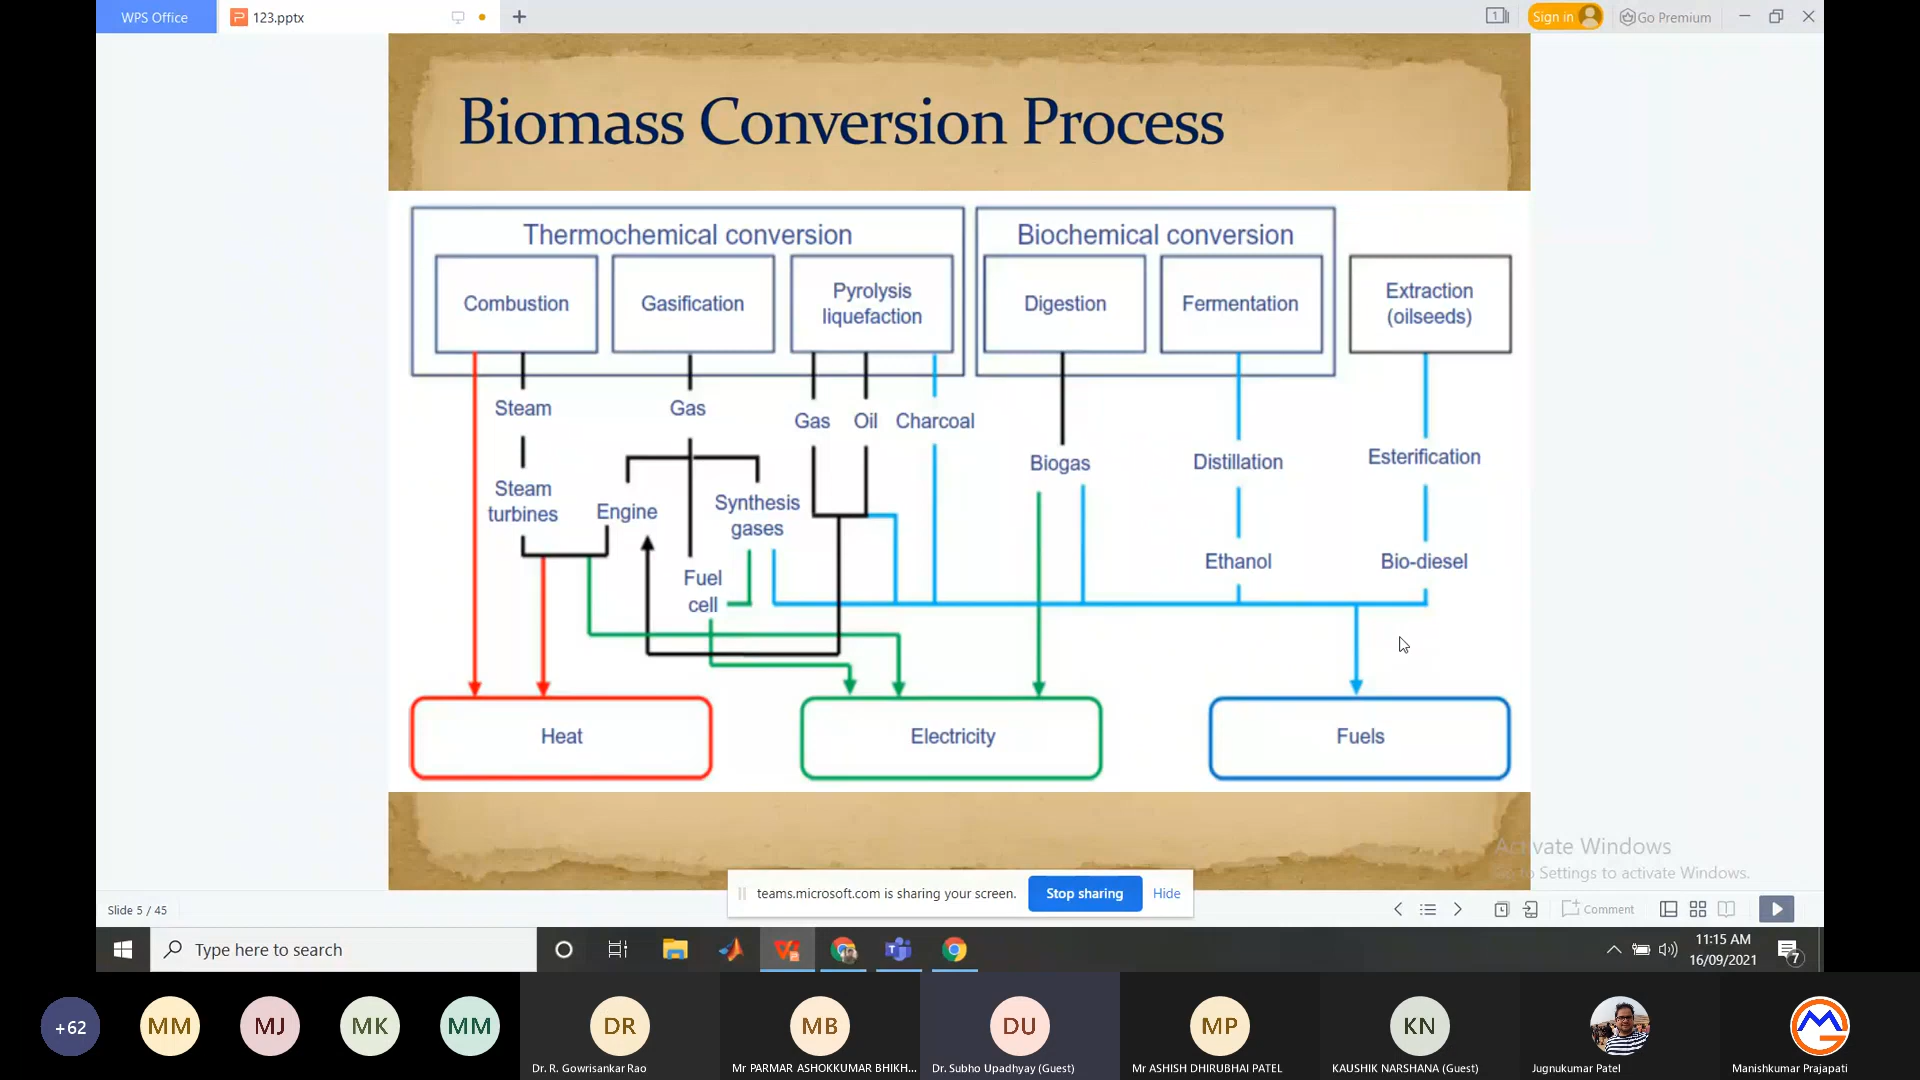 WPS Office
123.pptx
1
Sign in
Go Premium
Biomass Conversion Process
Thermochemical conversion
Biochemical conversion
Combustion
Gasification
Pyrolysis
liquefaction
Digestion
Fermentation
Extraction
(oilseeds)
Steam
Gas
Gas
Oil
Charcoal
Biogas
Distillation
Esterification
Steam
turbines
Engine
Synthesis
gases
Fuel
cell
Ethanol
Bio-diesel
Heat
Electricity
Fuels
Activate Windows
Go to Settings to activate Windows.
teams.microsoft.com is sharing your screen.
Stop sharing
Hide
Slide 5 / 45
Comment
Type here to search
11:15 AM
16/09/2021
7
+62
MM
MJ
MK
MM
DR
MB
DU
MP
KN
Dr. R. Gowrisankar Rao
Mr PARMAR ASHOKKUMAR BHIKH...
Dr. Subho Upadhyay (Guest)
Mr ASHISH DHIRUBHAI PATEL
KAUSHIK NARSHANA (Guest)
Jugnukumar Patel
Manishkumar Prajapati